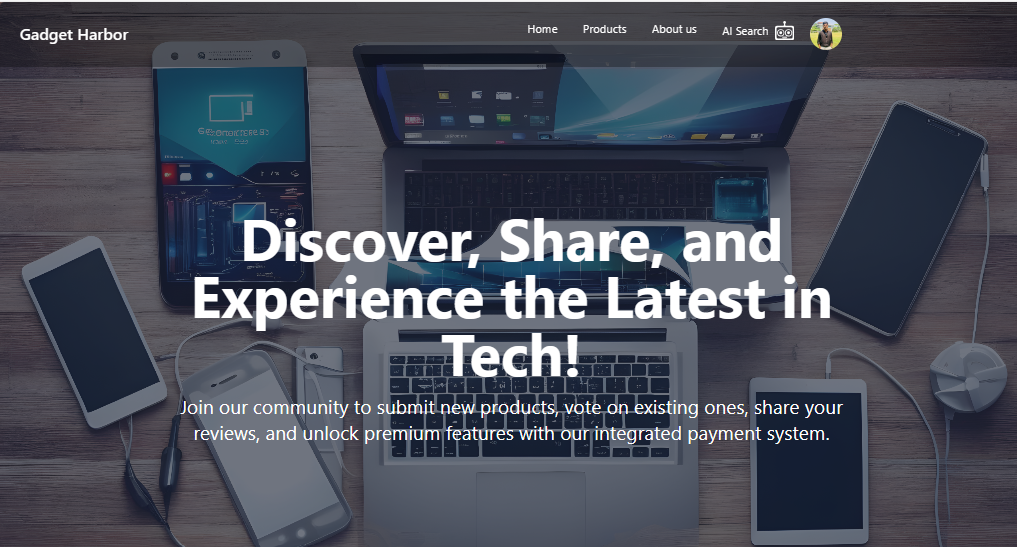 Gadget Harbor
Home Products About us AI Search
Discover, Share, and
Experience the Latest in
Tech!
Join our community to submit new products, vote on existing ones, share your
reviews, and unlock premium features with our integrated payment system.